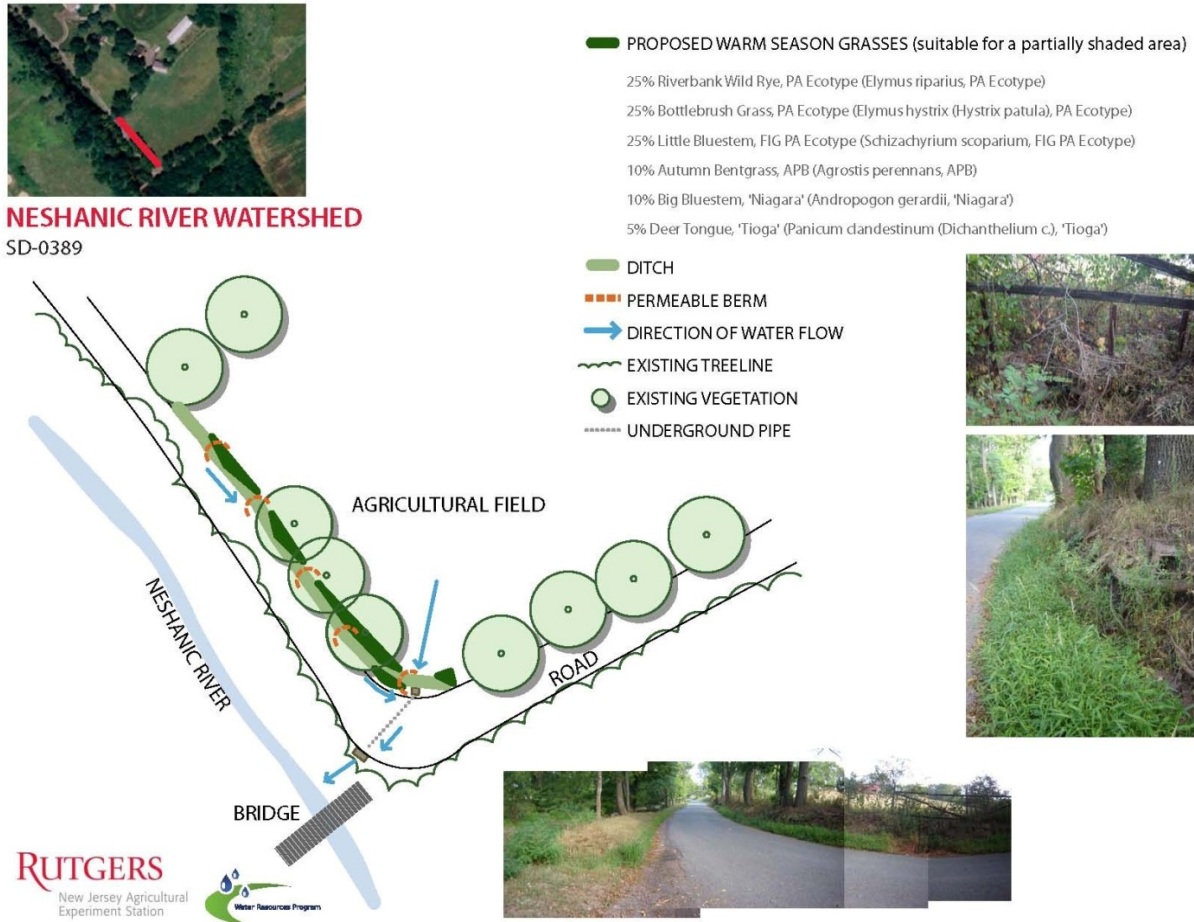 NESHANIC RIVER WATERSHED
SD-0389
PROPOSED WARM SEASON GRASSES (suitable for a partially shaded area)
25% Riverbank Wild Rye, PA Ecotype (Elymus riparius, PA Ecotype)
25% Bottlebrush Grass, PA Ecotype (Elymus hystrix (Hystrix patula), PA Ecotype)
25% Little Bluestem, FIG PA Ecotype (Schizachyrium scoparium, FIG PA Ecotype)
10% Autumn Bentgrass, APB (Agrostis perennans, APB)
10% Big Bluestem, 'Niagara' (Andropogon gerardii, 'Niagara')
5% Deer Tongue, 'Tioga' (Panicum clandestinum (Dichanthelium c.), 'Tioga')
DITCH
PERMEABLE BERM
DIRECTION OF WATER FLOW
EXISTING TREELINE
EXISTING VEGETATION
UNDERGROUND PIPE
AGRICULTURAL FIELD
NESHANIC RIVER
ROAD
BRIDGE
RUTGERS
New Jersey Agricultural
Experiment Station
Water Resources Program